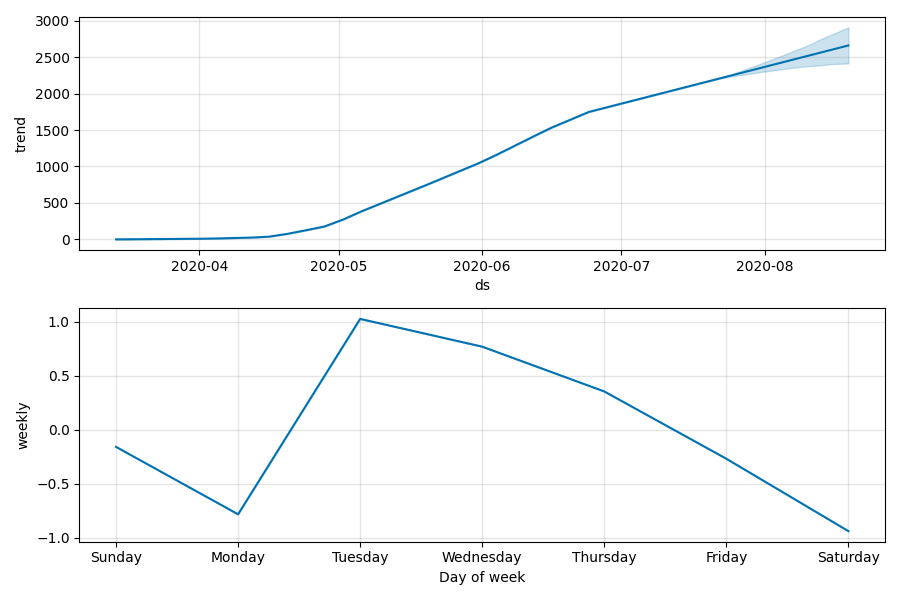 3000
2500
2000
1500
1000
500
0
trend
2020-04 2020-05 2020-06 2020-07 2020-08
ds
1.0
0.5
0.0
−0.5
−1.0
weekly
Sunday Monday Tuesday Wednesday Thursday Friday Saturday
Day of week